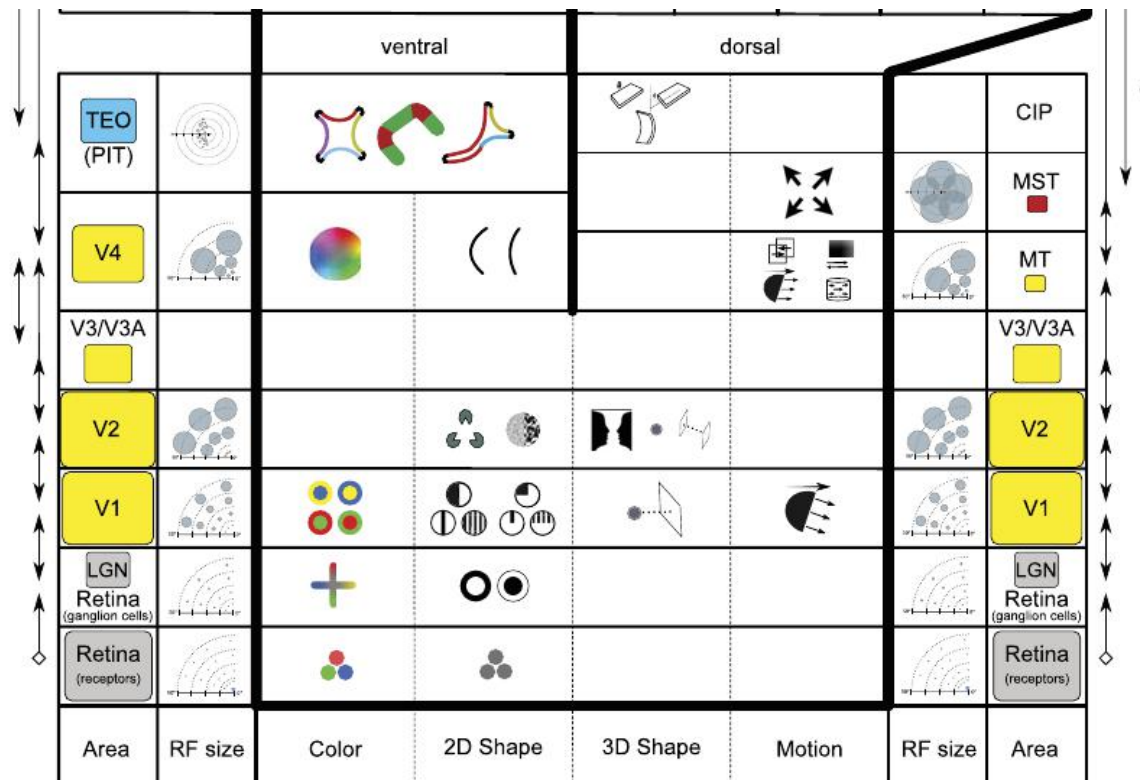 ventral dorsal
TEO
(PIT)
CIP
MST
V4
MT
V3/V3A
V3/V3A
V2
V2
V1
V1
LGN
Retina
(ganglion cells)
LGN
Retina
(ganglion cells)
Retina
(receptors)
Retina
(receptors)
Area RF size Color 2D Shape 3D Shape Motion RF size Area